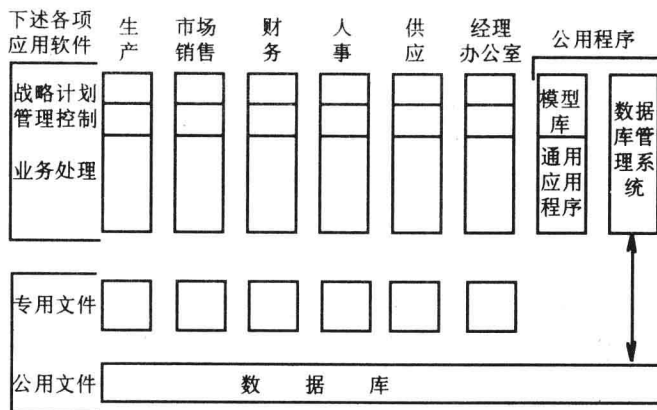 下述各项
应用软件
生产
市场
销售
财务
人事
供应
经理
办公室
公用程序
战略计划
管理控制
业务处理
模型
库
通用
应用
程序
数据
库管
理系
统
专用文件
公用文件
数据库